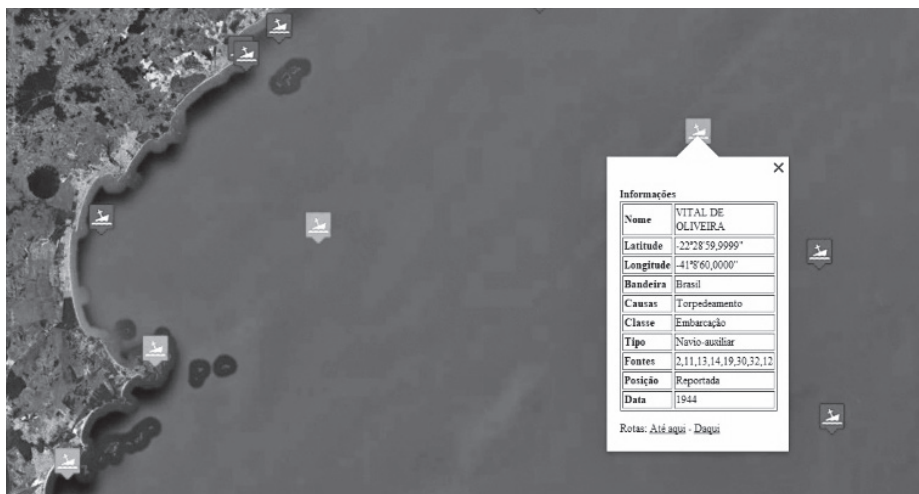 ×
Informações
Nome VITAL DE
OLIVEIRA
Latitude -22°28'59,9999"
Longitude -41°8'60,0000"
Bandeira Brasil
Causas Torpedeamento
Classe Embarcação
Tipo Navio-auxiliar
Fontes 2,11,13,14,19,30,32,12
Posição Reportada
Data 1944
Rotas: Até aqui - Daqui